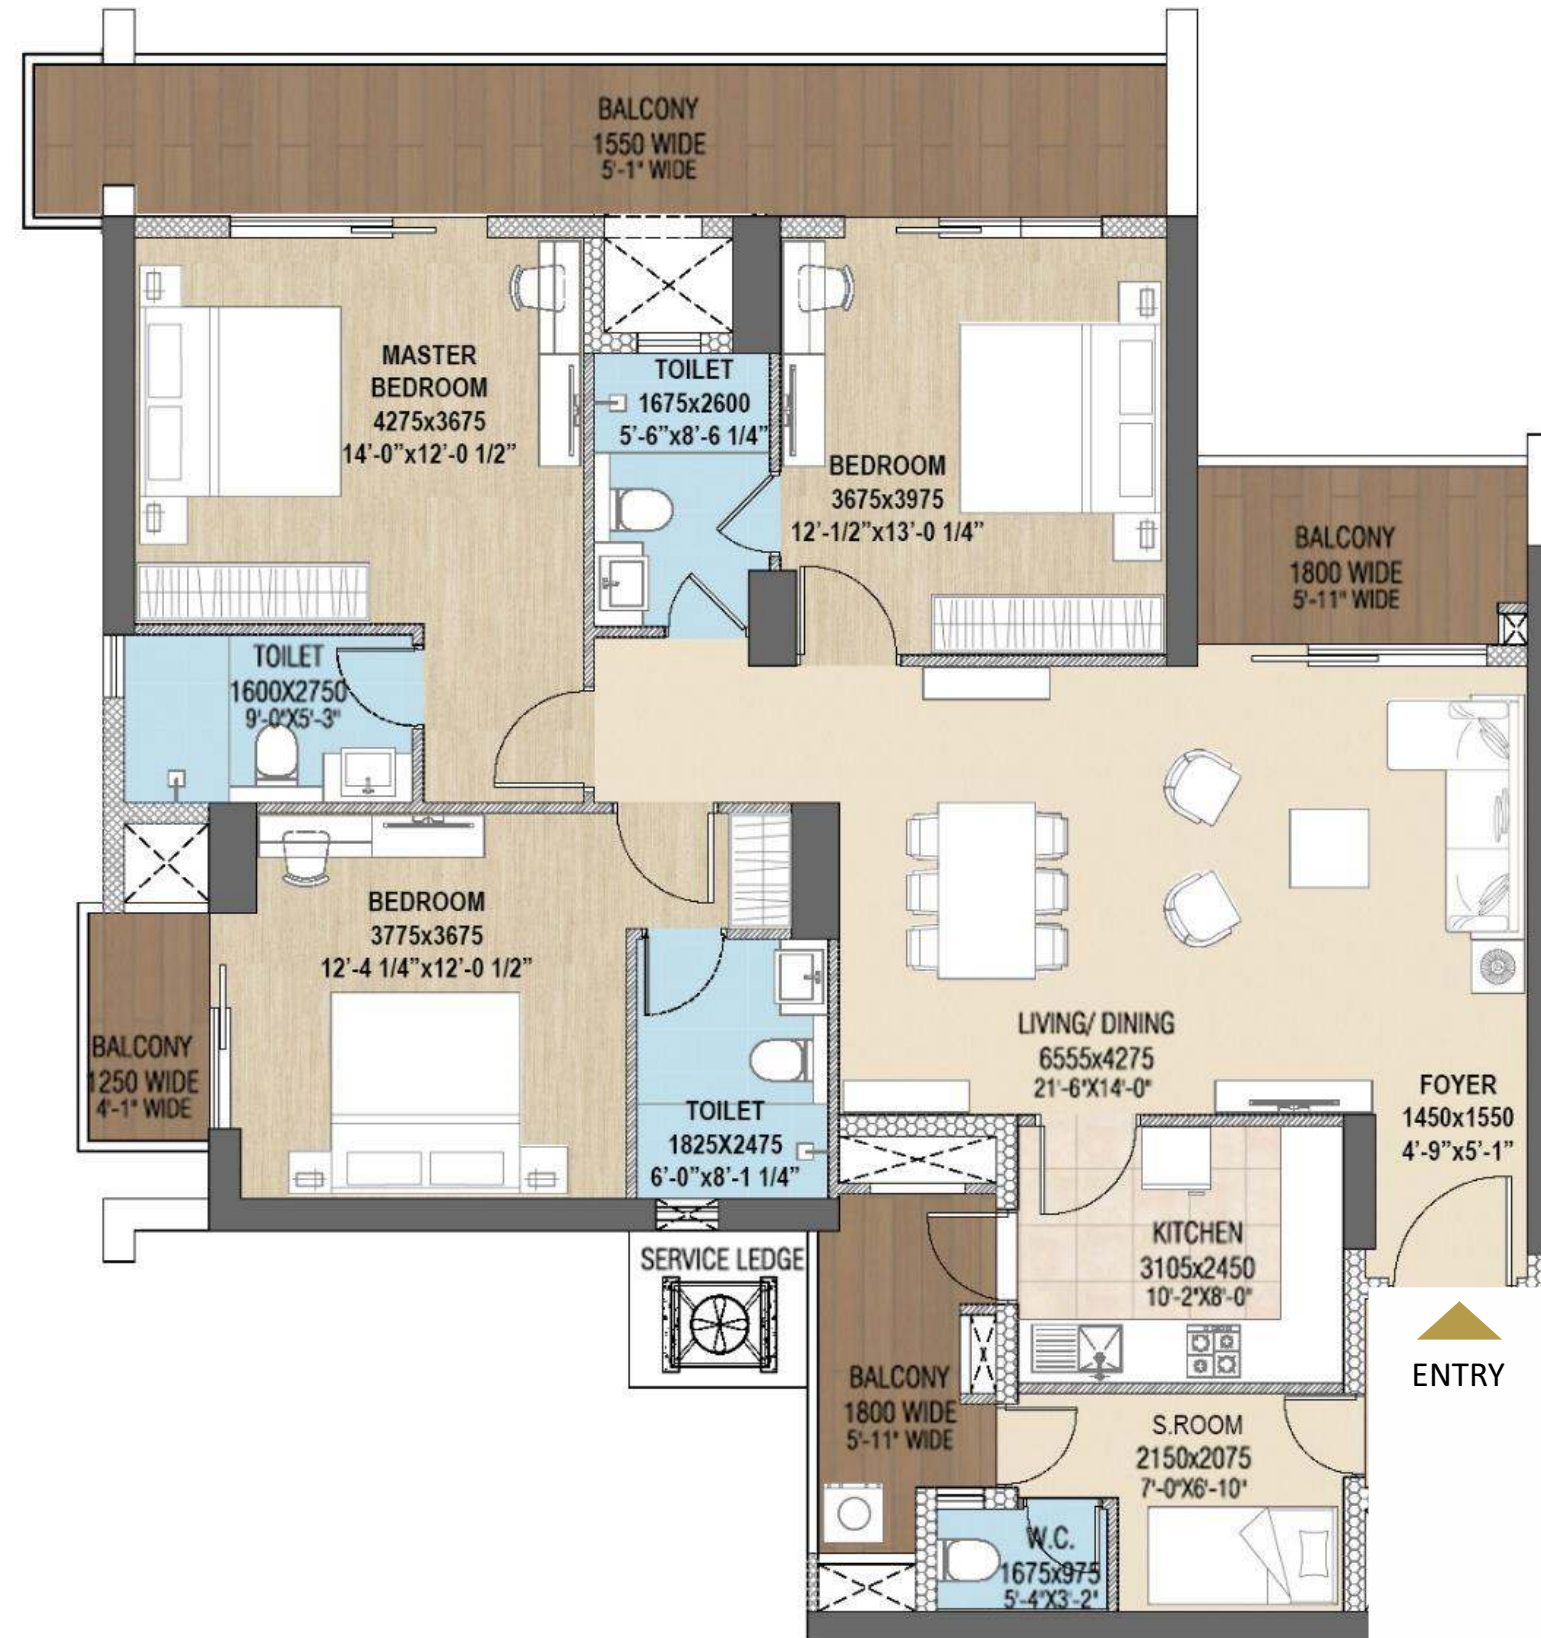 BALCONY
1550 WIDE
5'-1" WIDE
MASTER
BEDROOM
4275x3675
14'-0”x12'-0 1/2”
TOILET
1675x2600
5'-6”x8'-6 1/4”
BEDROOM
3675x3975
12'-1/2”x13'-0 1/4”
BALCONY
1800 WIDE
5'-11" WIDE
TOILET
1600X2750
9'-0"X5'-3"
BEDROOM
3775x3675
12'-4 1/4”x12'-0 1/2”
BALCONY
1250 WIDE
4'-1" WIDE
LIVING/ DINING
6555x4275
21'-6"X14'-0"
FOYER
1450x1550
4'-9”x5'-1”
TOILET
1825X2475
6'-0”x8'-1 1/4”
SERVICE LEDGE
KITCHEN
3105x2450
10'-2"X8'-0"
ENTRY
BALCONY
1800 WIDE
5'-11" WIDE
S.ROOM
2150x2075
7'-0"X6'-10"
W.C.
1675x975
5'-4"X3'-2"